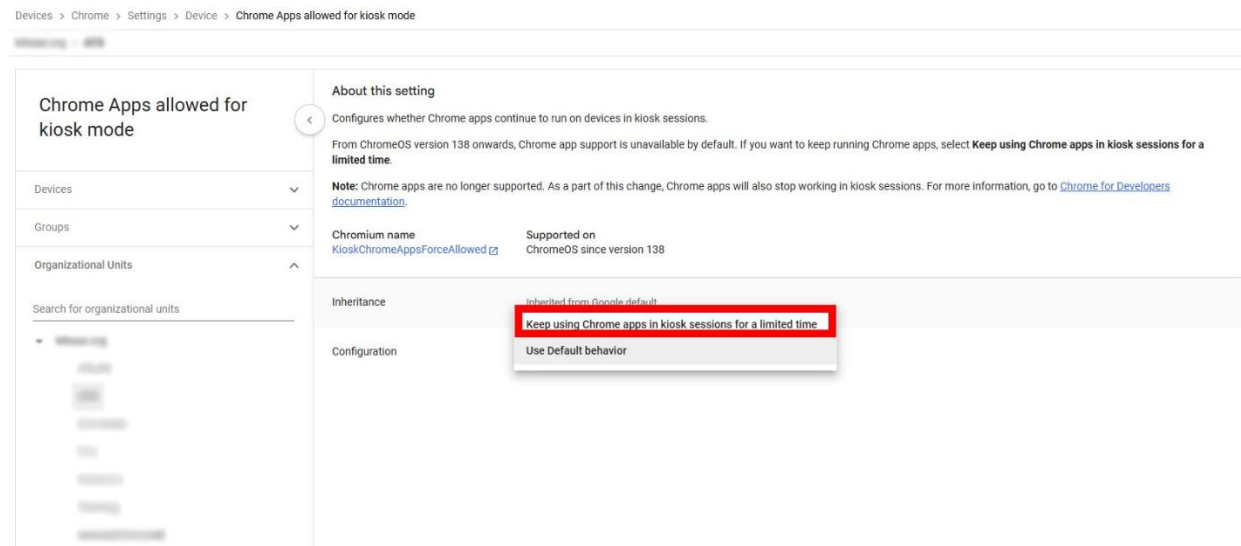 Devices > Chrome > Settings > Device > Chrome Apps allowed for kiosk mode
Chrome Apps allowed for
kiosk mode
Devices
Groups
Organizational Units
Search for organizational units
About this setting
Configures whether Chrome apps continue to run on devices in kiosk sessions.
From ChromeOS version 138 onwards, Chrome app support is unavailable by default. If you want to keep running Chrome apps, select Keep using Chrome apps in kiosk sessions for a
limited time.
Note: Chrome apps are no longer supported. As a part of this change, Chrome apps will also stop working in kiosk sessions. For more information, go to Chrome for Developers
documentation.
Chromium name
KioskChromeAppsForceAllowed
Supported on
ChromeOS since version 138
Inheritance
Inherited from Google default
Keep using Chrome apps in kiosk sessions for a limited time
Configuration
Use Default behavior